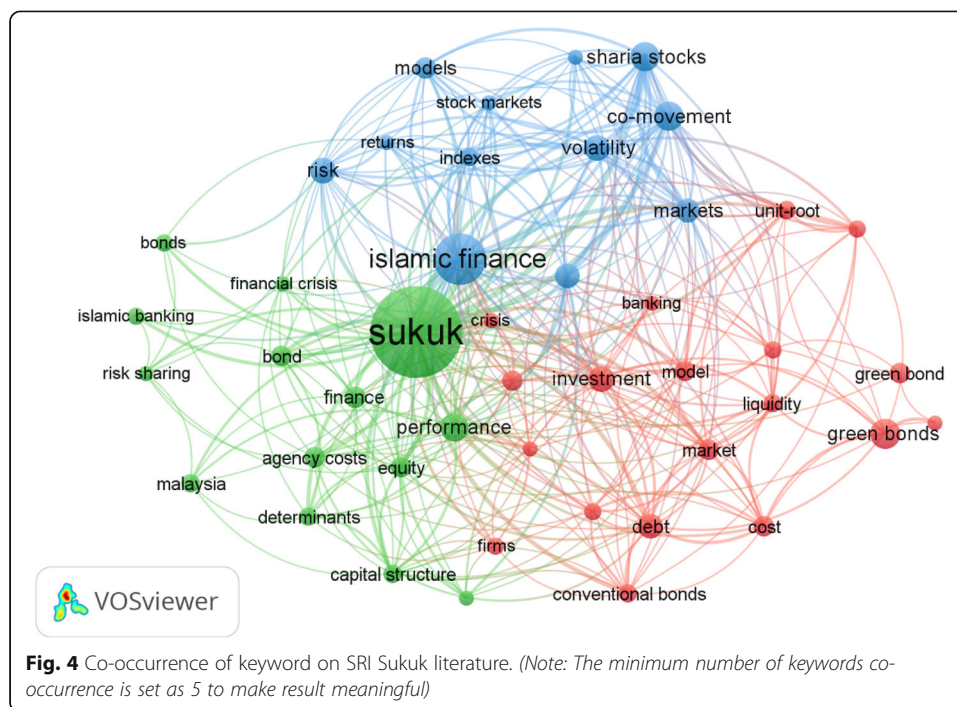 sharia stocks
models
stock markets
co-movement
returns
indexes
volatility
risk
markets
unit-root
bonds
islamic finance
financial crisis
banking
islamic banking
crisis
sukuk
bond
risk sharing
investment
model
green bond
finance
liquidity
performance
green bonds
agency costs
equity
market
malaysia
determinants
debt
cost
firms
capital structure
conventional bonds
VOSviewer
Fig. 4 Co-occurrence of keyword on SRI Sukuk literature. (Note: The minimum number of keywords co-
occurrence is set as 5 to make result meaningful)